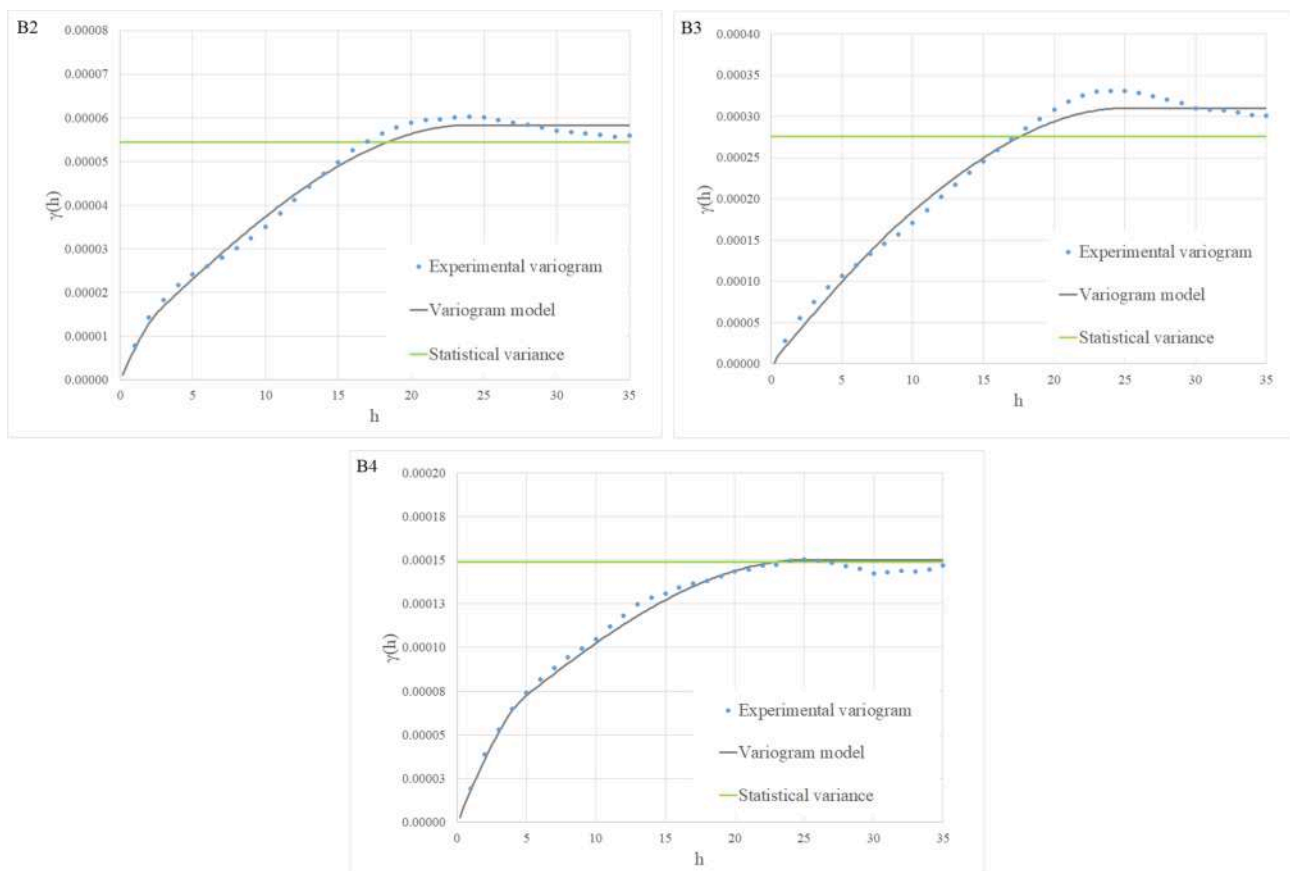 B2
0.00008
0.00007
0.00006
0.00005
0.00004
0.00003
0.00002
0.00001
0.00000
γ(h)
0 5 10 15 20 25 30 35
h
Experimental variogram
Variogram model
Statistical variance
B3
0.00040
0.00035
0.00030
0.00025
0.00020
0.00015
0.00010
0.00005
0.00000
γ(h)
0 5 10 15 20 25 30 35
h
Experimental variogram
Variogram model
Statistical variance
B4
0.00020
0.00018
0.00015
0.00013
0.00010
0.00008
0.00005
0.00003
0.00000
γ(h)
0 5 10 15 20 25 30 35
h
Experimental variogram
Variogram model
Statistical variance